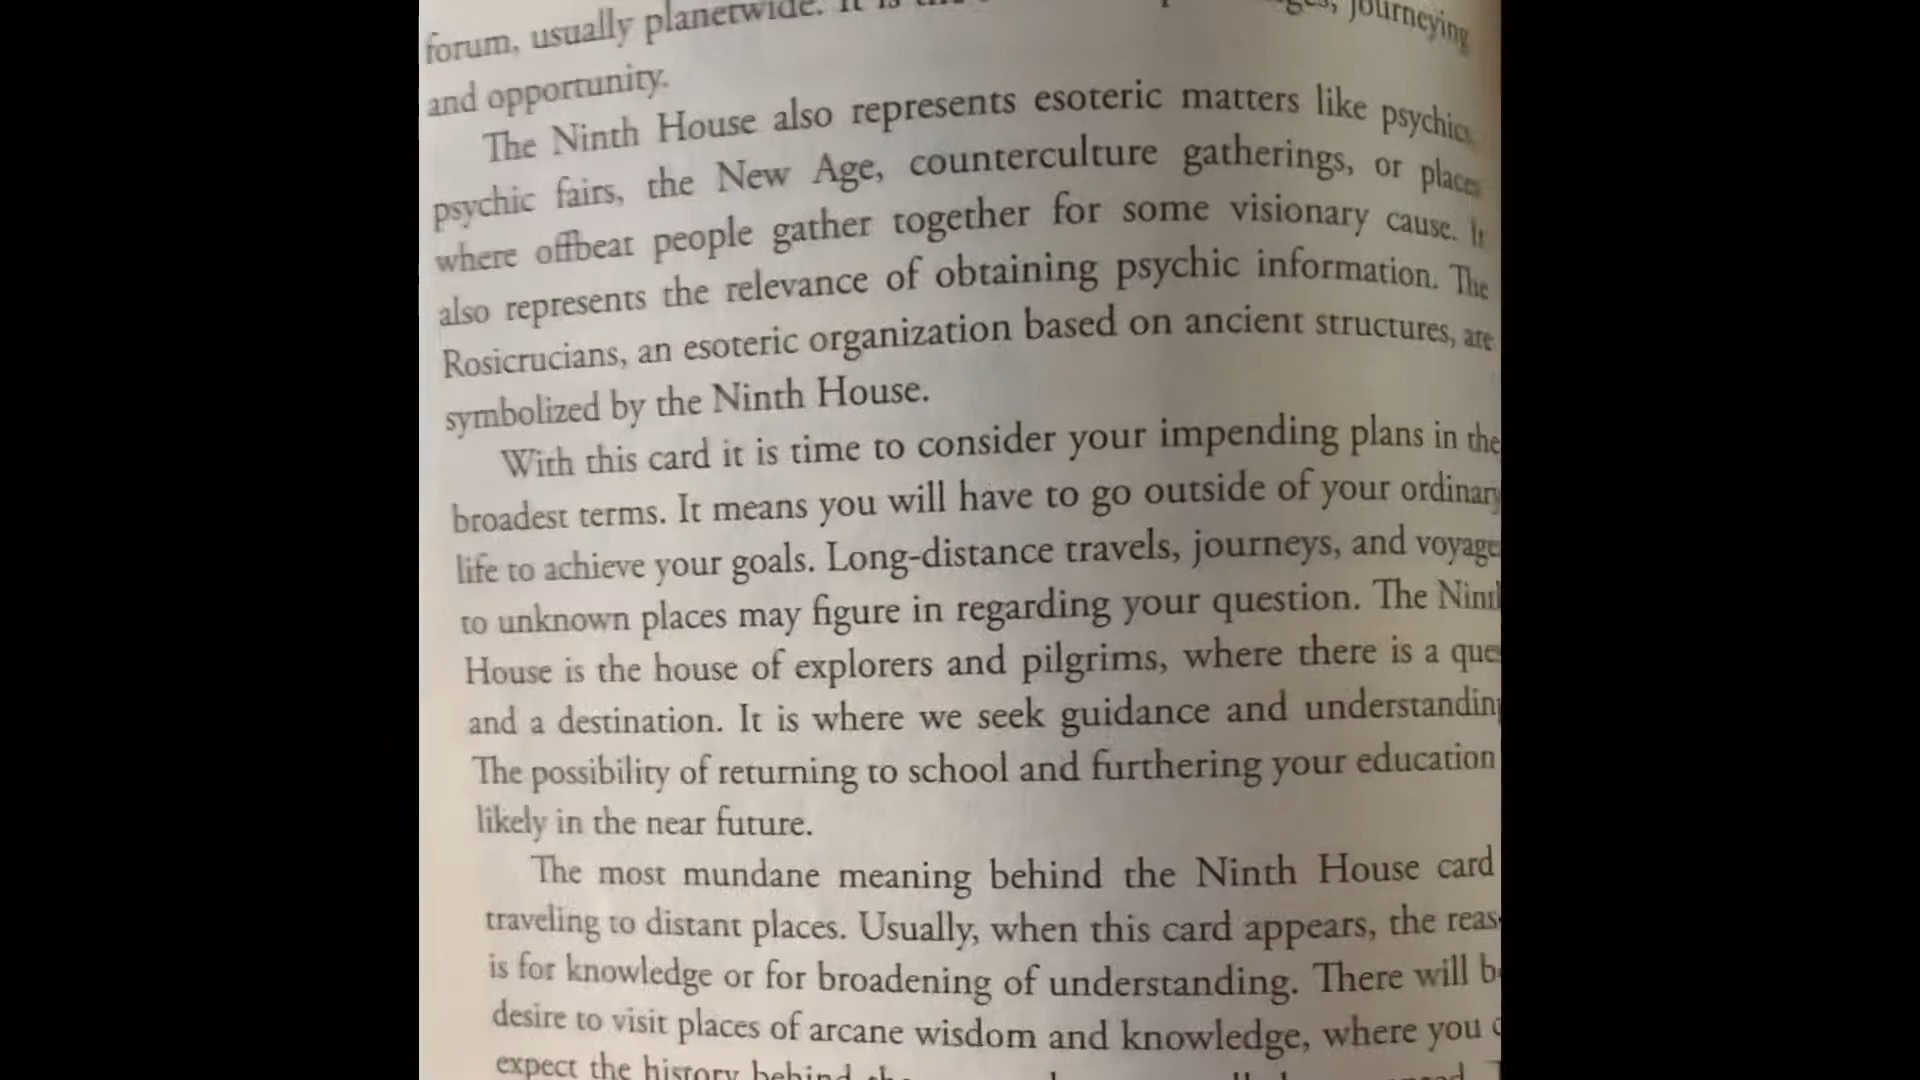 forum, usually planetwide. It is journeying
and opportunity.
The Ninth House also represents esoteric matters like psychics,
psychic fairs, the New Age, counterculture gatherings, or places
where offbeat people gather together for some visionary cause. It
also represents the relevance of obtaining psychic information. The
Rosicrucians, an esoteric organization based on ancient structures, are
symbolized by the Ninth House.
With this card it is time to consider your impending plans in the
broadest terms. It means you will have to go outside of your ordinary
life to achieve your goals. Long-distance travels, journeys, and voyage
to unknown places may figure in regarding your question. The Nint
House is the house of explorers and pilgrims, where there is a que
and a destination. It is where we seek guidance and understandin
The possibility of returning to school and furthering your education
likely in the near future.
The most mundane meaning behind the Ninth House card
traveling to distant places. Usually, when this card appears, the reas
is for knowledge or for broadening of understanding. There will b
desire to visit places of arcane wisdom and knowledge, where you
expect the history behind